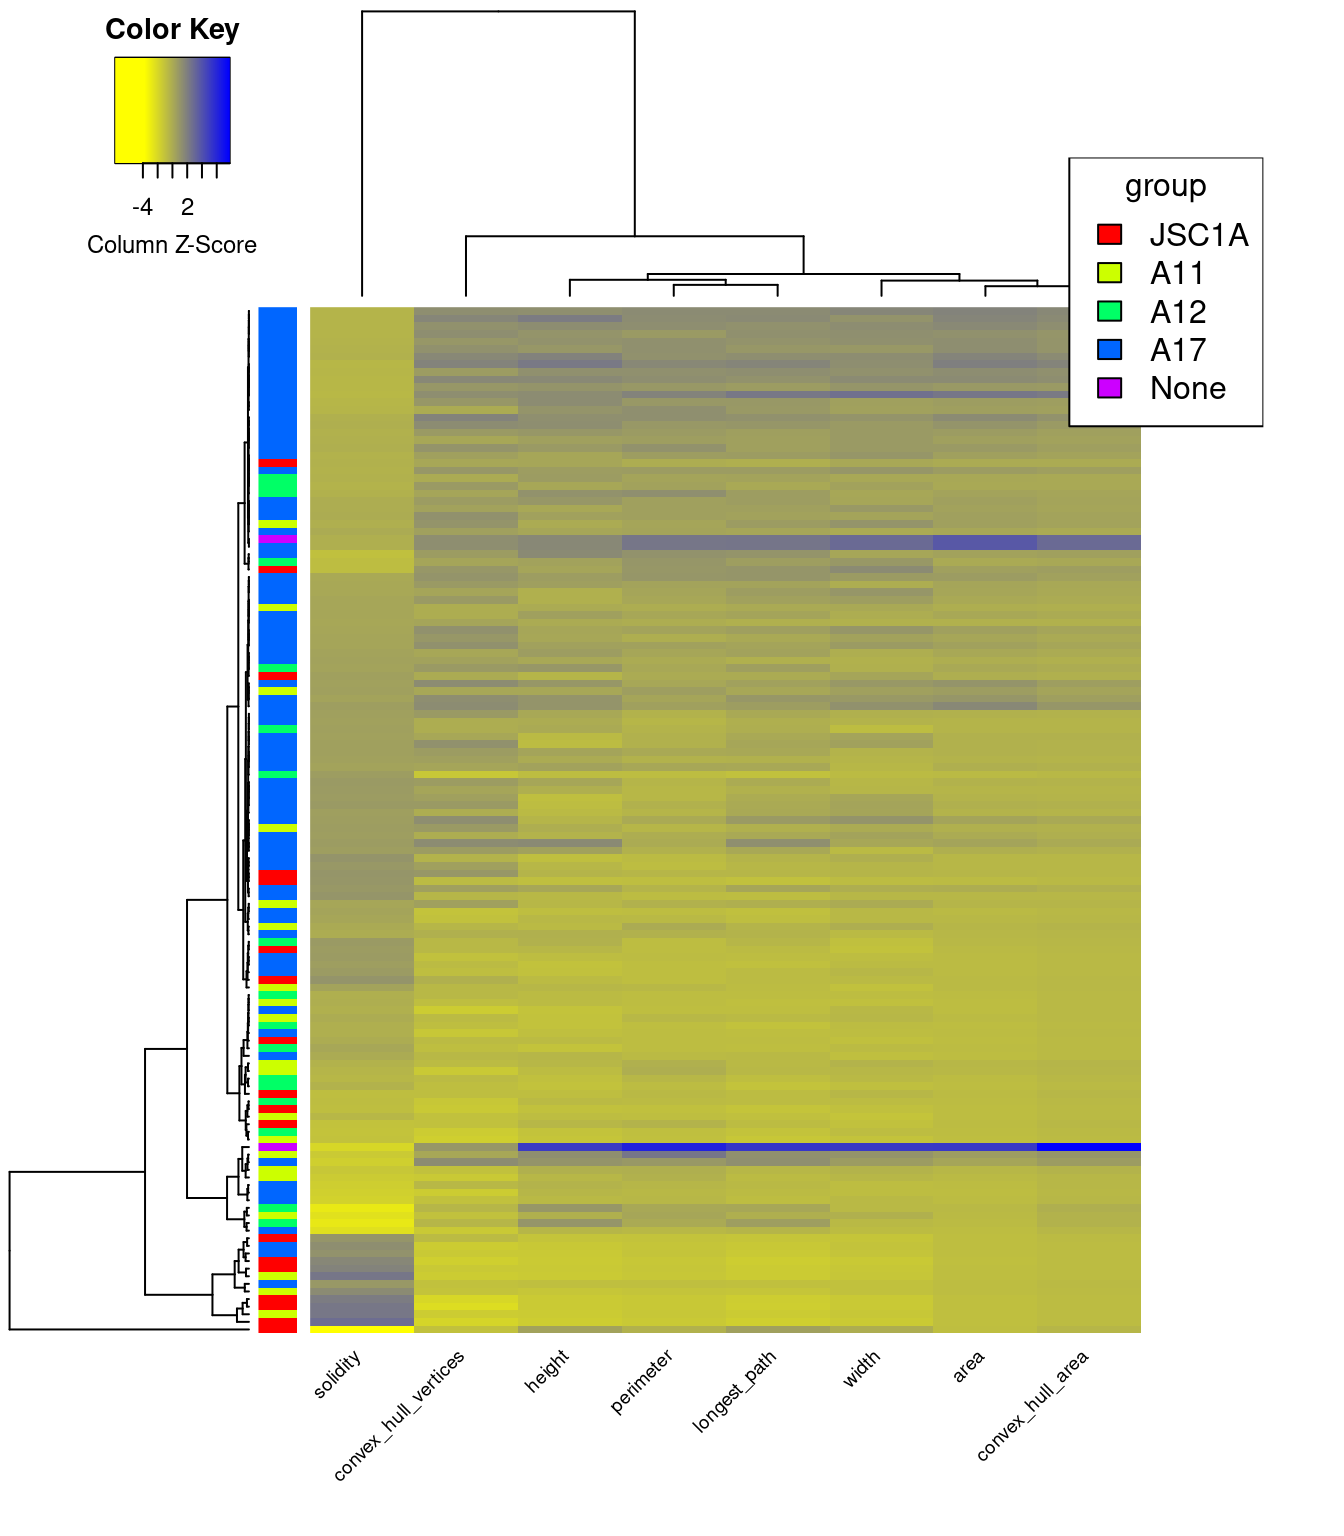 Color Key
-4 2
Column Z-Score
group
JSC1A
A11
A12
A17
None
solidity
convex_hull_vertices
height
perimeter
longest_path
width
area
convex_hull_area